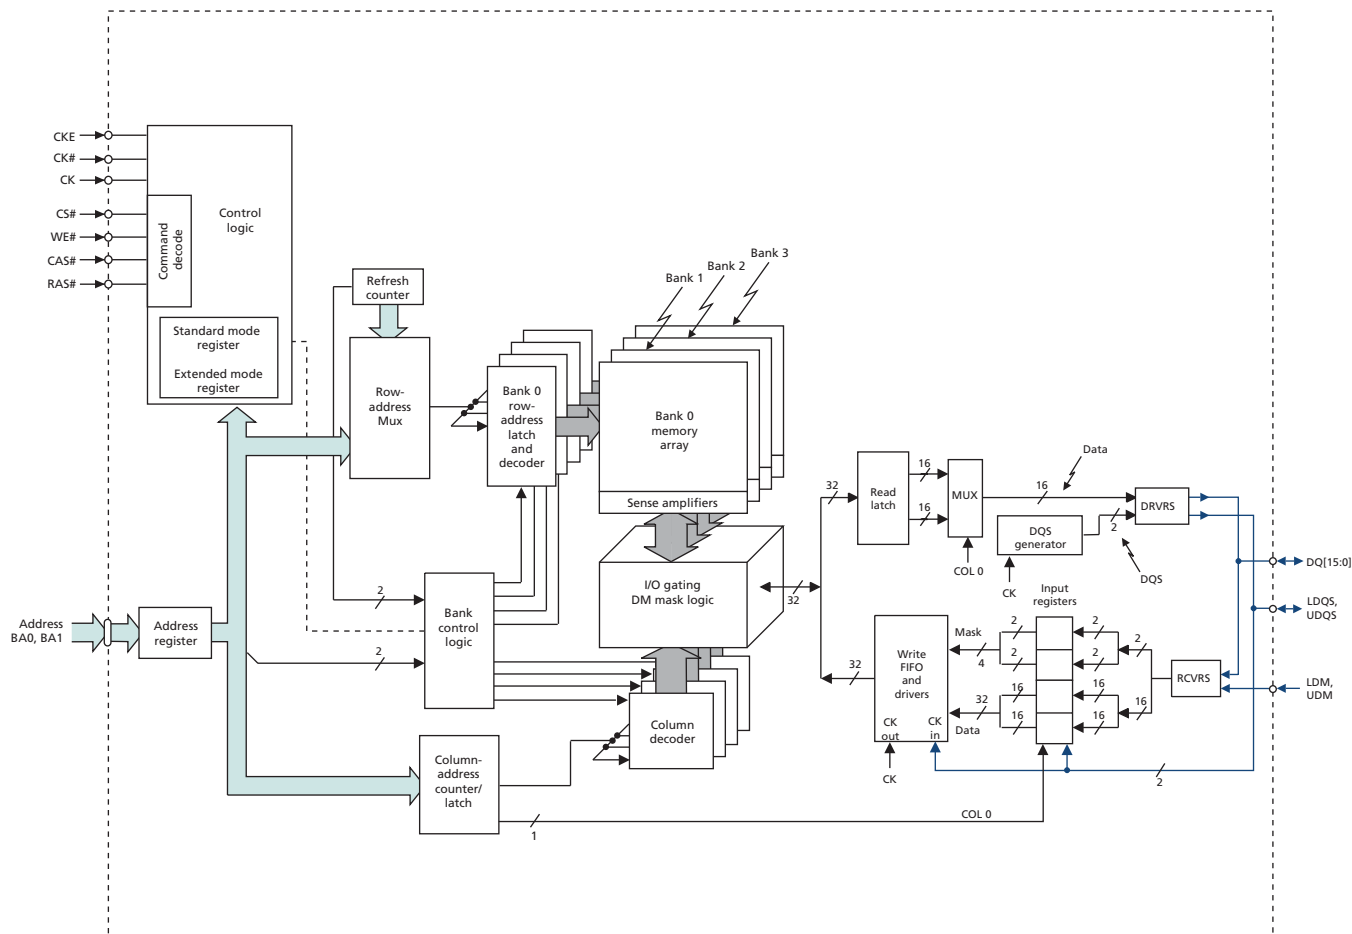 CKE
CK#
CK
CS#
WE#
CAS#
RAS#
Command
decode
Control
logic
Standard mode
register
Extended mode
register
Refresh
counter
Row-
address
Mux
Bank 0
row-
address
latch
and
decoder
Bank 1
Bank 2
Bank 3
Bank 0
memory
array
Sense amplifiers
I/O gating
DM mask logic
Address
BA0, BA1
Address
register
2
2
Bank
control
logic
Column
decoder
Column-
address
counter/
latch
1
COL 0
32
32
32
Read
latch
16
16
MUX
COL 0
16
Data
DQS
generator
CK
2
DQS
DRVRS
DQ[15:0]
LDQS,
UDQS
LDM,
UDM
RCVRS
Input
registers
2
2
2
2
2
16
16
16
16
16
Mask
4
32
Data
Write
FIFO
and
drivers
CK
out
CK
in
CK
2